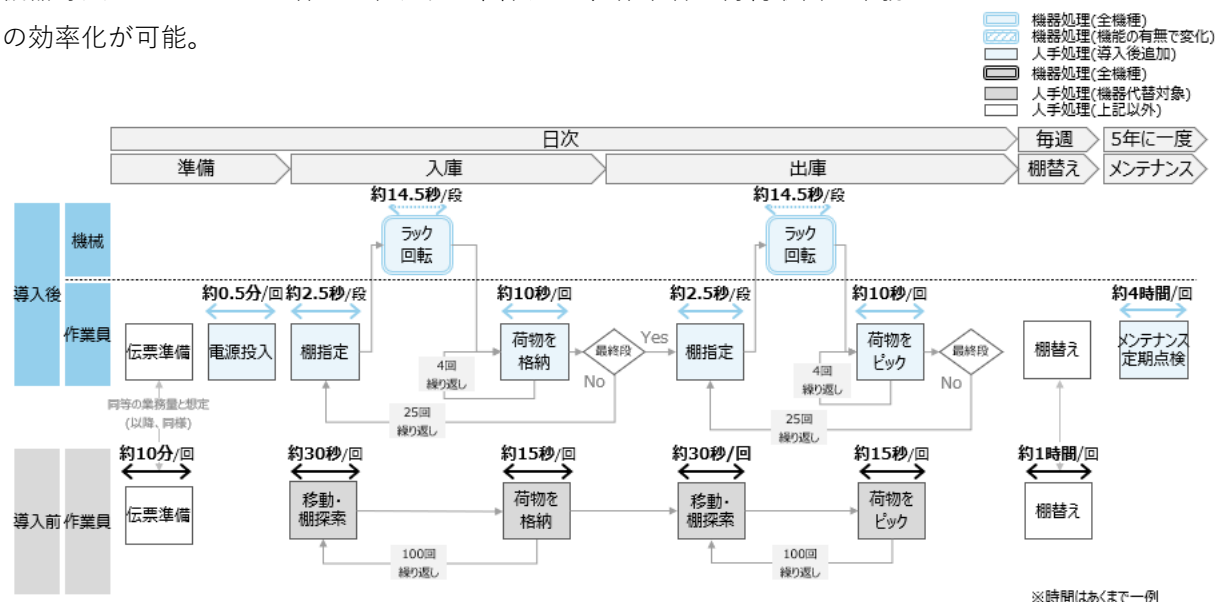 の効率化が可能。
機器処理(全機種)
機器処理(機能の有無で変化)
人手処理(導入後追加)
機器処理(全機種)
人手処理(機器代替対象)
人手処理(上記以外)
日次
毎週
5年に一度
準備
入庫
出庫
棚替え
メンテナンス
約14.5秒/段
約14.5秒/段
機械
ラック
回転
ラック
回転
導入後
約0.5分/回
約2.5秒/段
約10秒/回
約2.5秒/段
約10秒/回
約4時間/回
作業員
伝票準備
電源投入
棚指定
荷物を
格納
最終段
Yes
No
棚指定
荷物を
ピック
最終段
No
棚替え
メンテナンス
定期点検
4回
繰り返し
4回
繰り返し
25回
繰り返し
25回
繰り返し
同等の業務量と想定
(以降、同様)
約10分/回
約30秒/回
約15秒/回
約30秒/回
約15秒/回
約1時間/回
導入前
作業員
伝票準備
移動・
棚探索
荷物を
格納
移動・
棚探索
荷物を
ピック
棚替え
100回
繰り返し
100回
繰り返し
※時間はあくまで一例